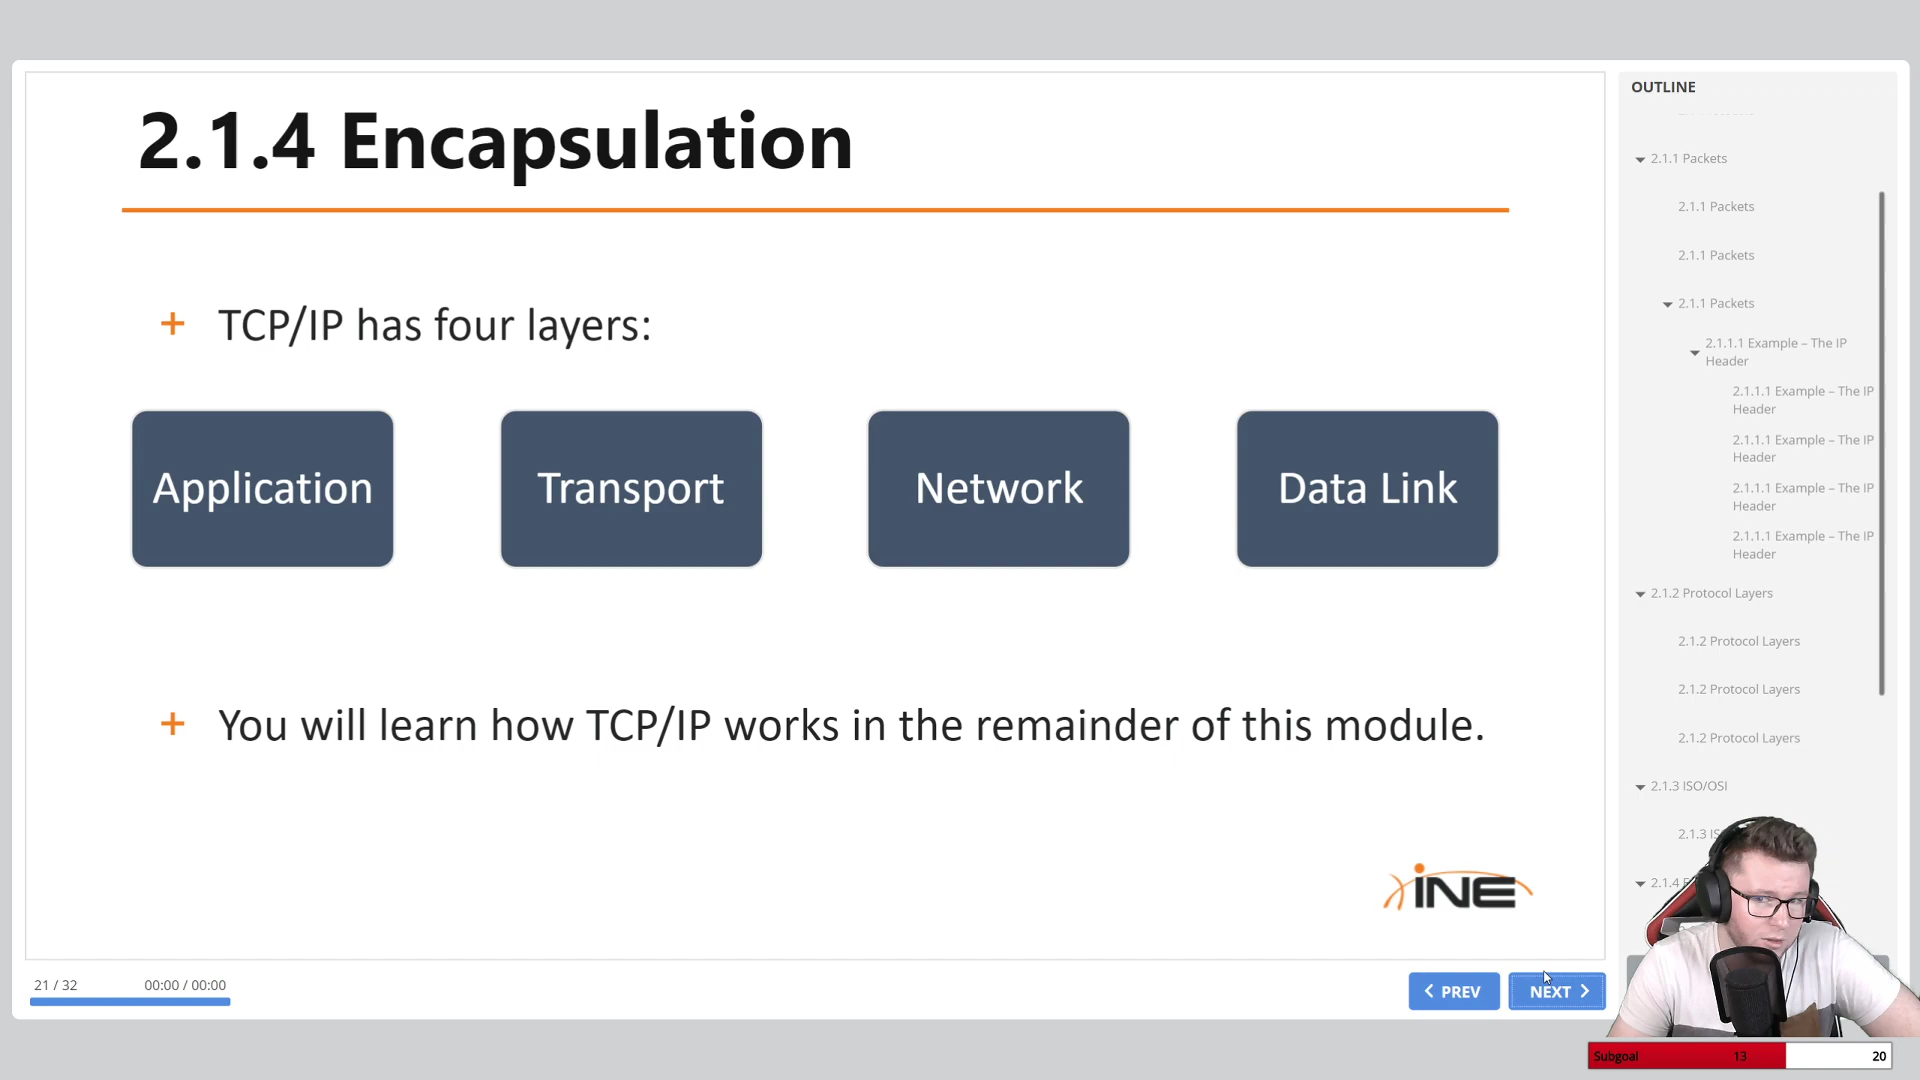 2.1.4 Encapsulation
+ TCP/IP has four layers:
Application
Transport
Network
Data Link
+ You will learn how TCP/IP works in the remainder of this module.
INE
21 / 32
00:00 / 00:00
PREV
NEXT
OUTLINE
2.1.1 Packets
2.1.1 Packets
2.1.1 Packets
2.1.1 Packets
2.1.1.1 Example – The IP
Header
2.1.1.1 Example – The IP
Header
2.1.1.1 Example – The IP
Header
2.1.1.1 Example – The IP
Header
2.1.1.1 Example – The IP
Header
2.1.2 Protocol Layers
2.1.2 Protocol Layers
2.1.2 Protocol Layers
2.1.2 Protocol Layers
2.1.3 ISO/OSI
2.1.3
2.1.4
Subgoal 13 20